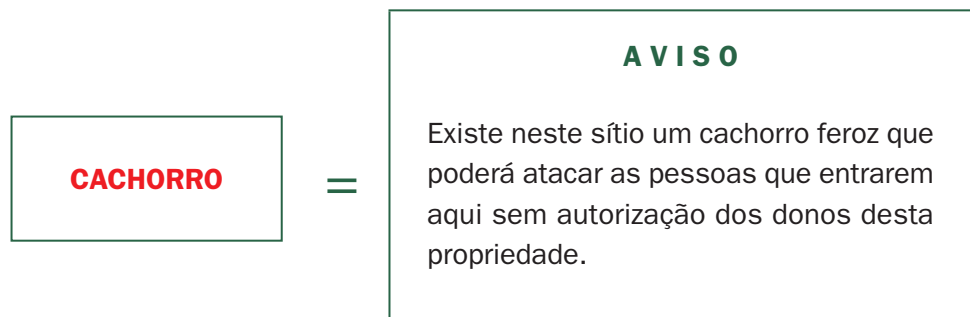 CACHORRO
=
AVISO
Existe neste sítio um cachorro feroz que
poderá atacar as pessoas que entrarem
aqui sem autorização dos donos desta
propriedade.